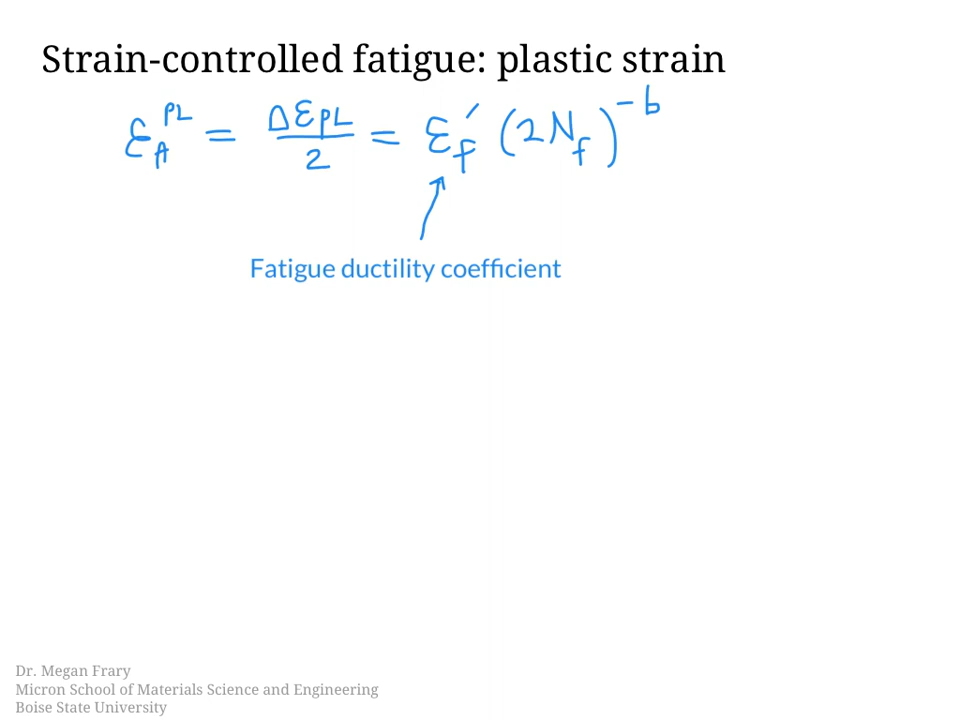 Strain-controlled fatigue: plastic strain
ε_A^PL = Δε_PL/2 = ε_f′ (2N_f)^-b
Fatigue ductility coefficient
Dr. Megan Frary
Micron School of Materials Science and Engineering
Boise State University